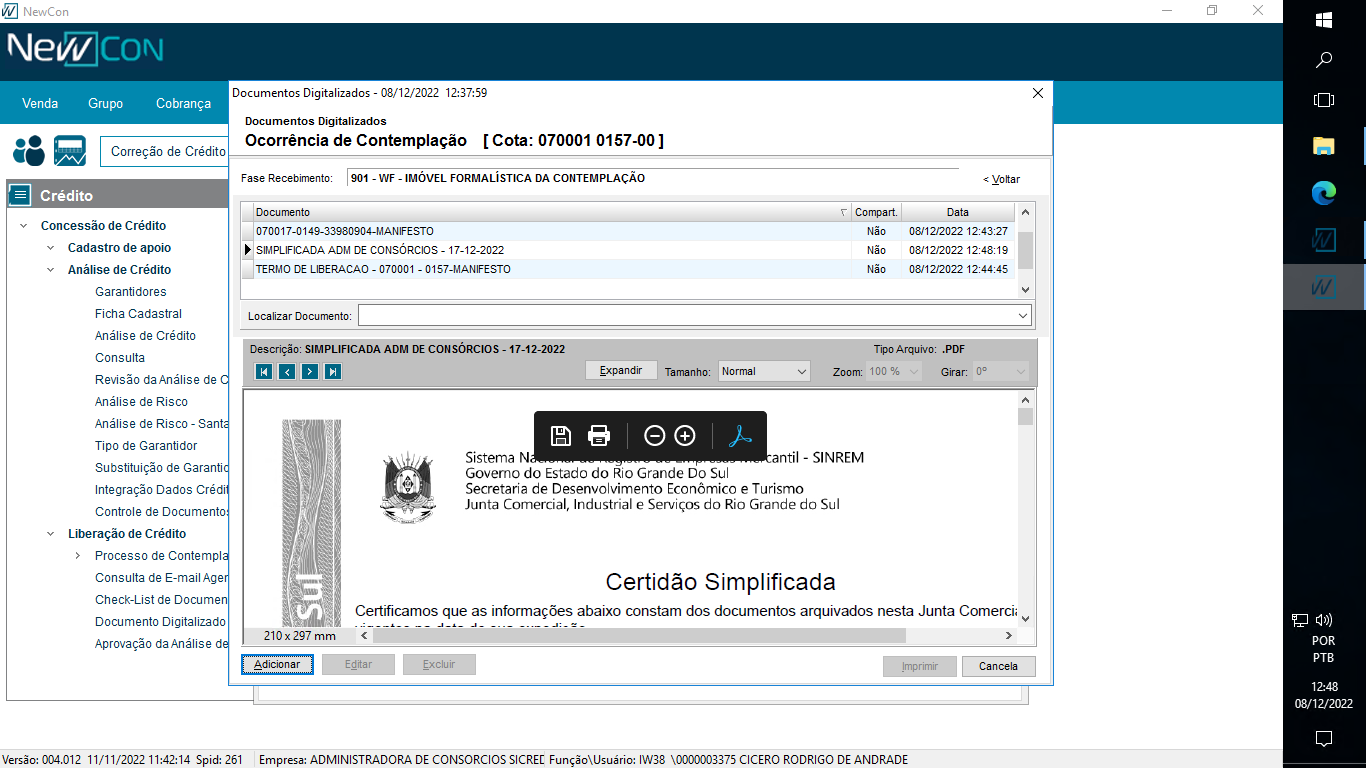 NewCon
NewCon
Venda Grupo Cobrança
Correção de Crédito
Crédito
Concessão de Crédito
Cadastro de apoio
Análise de Crédito
Garantidores
Ficha Cadastral
Análise de Crédito
Consulta
Revisão da Análise de C
Análise de Risco
Análise de Risco - Santa
Tipo de Garantidor
Substituição de Garantid
Integração Dados Crédit
Controle de Documentos
Liberação de Crédito
Processo de Contempla
Consulta de E-mail Agen
Check-List de Documen
Documento Digitalizado
Aprovação da Análise de
Documentos Digitalizados - 08/12/2022 12:37:59
Documentos Digitalizados
Ocorrência de Contemplação [ Cota: 070001 0157-00 ]
Fase Recebimento: 901 - WF - IMÓVEL FORMALÍSTICA DA CONTEMPLAÇÃO < Voltar
Documento Compart. Data
070017-0149-33980904-MANIFESTO Não 08/12/2022 12:43:27
SIMPLIFICADA ADM DE CONSÓRCIOS - 17-12-2022 Não 08/12/2022 12:48:19
TERMO DE LIBERACAO - 070001 - 0157-MANIFESTO Não 08/12/2022 12:44:45
Localizar Documento:
Descrição: SIMPLIFICADA ADM DE CONSÓRCIOS - 17-12-2022 Tipo Arquivo: .PDF
Expandir Tamanho: Normal Zoom: 100 % Girar: 0º
Sistema Nacional de Registro de Empresas Mercantil - SINREM
Governo do Estado do Rio Grande Do Sul
Secretaria de Desenvolvimento Econômico e Turismo
Junta Comercial, Industrial e Serviços do Rio Grande do Sul
Sul
Certidão Simplificada
Certificamos que as informações abaixo constam dos documentos arquivados nesta Junta Comercia
vigentes na data de sua expedição
210 x 297 mm
Adicionar Editar Excluir Imprimir Cancela
Versão: 004.012 11/11/2022 11:42:14 Spid: 261 Empresa: ADMINISTRADORA DE CONSORCIOS SICRED Função\Usuário: IW38 \0000003375 CICERO RODRIGO DE ANDRADE
POR
PTB
12:48
08/12/2022